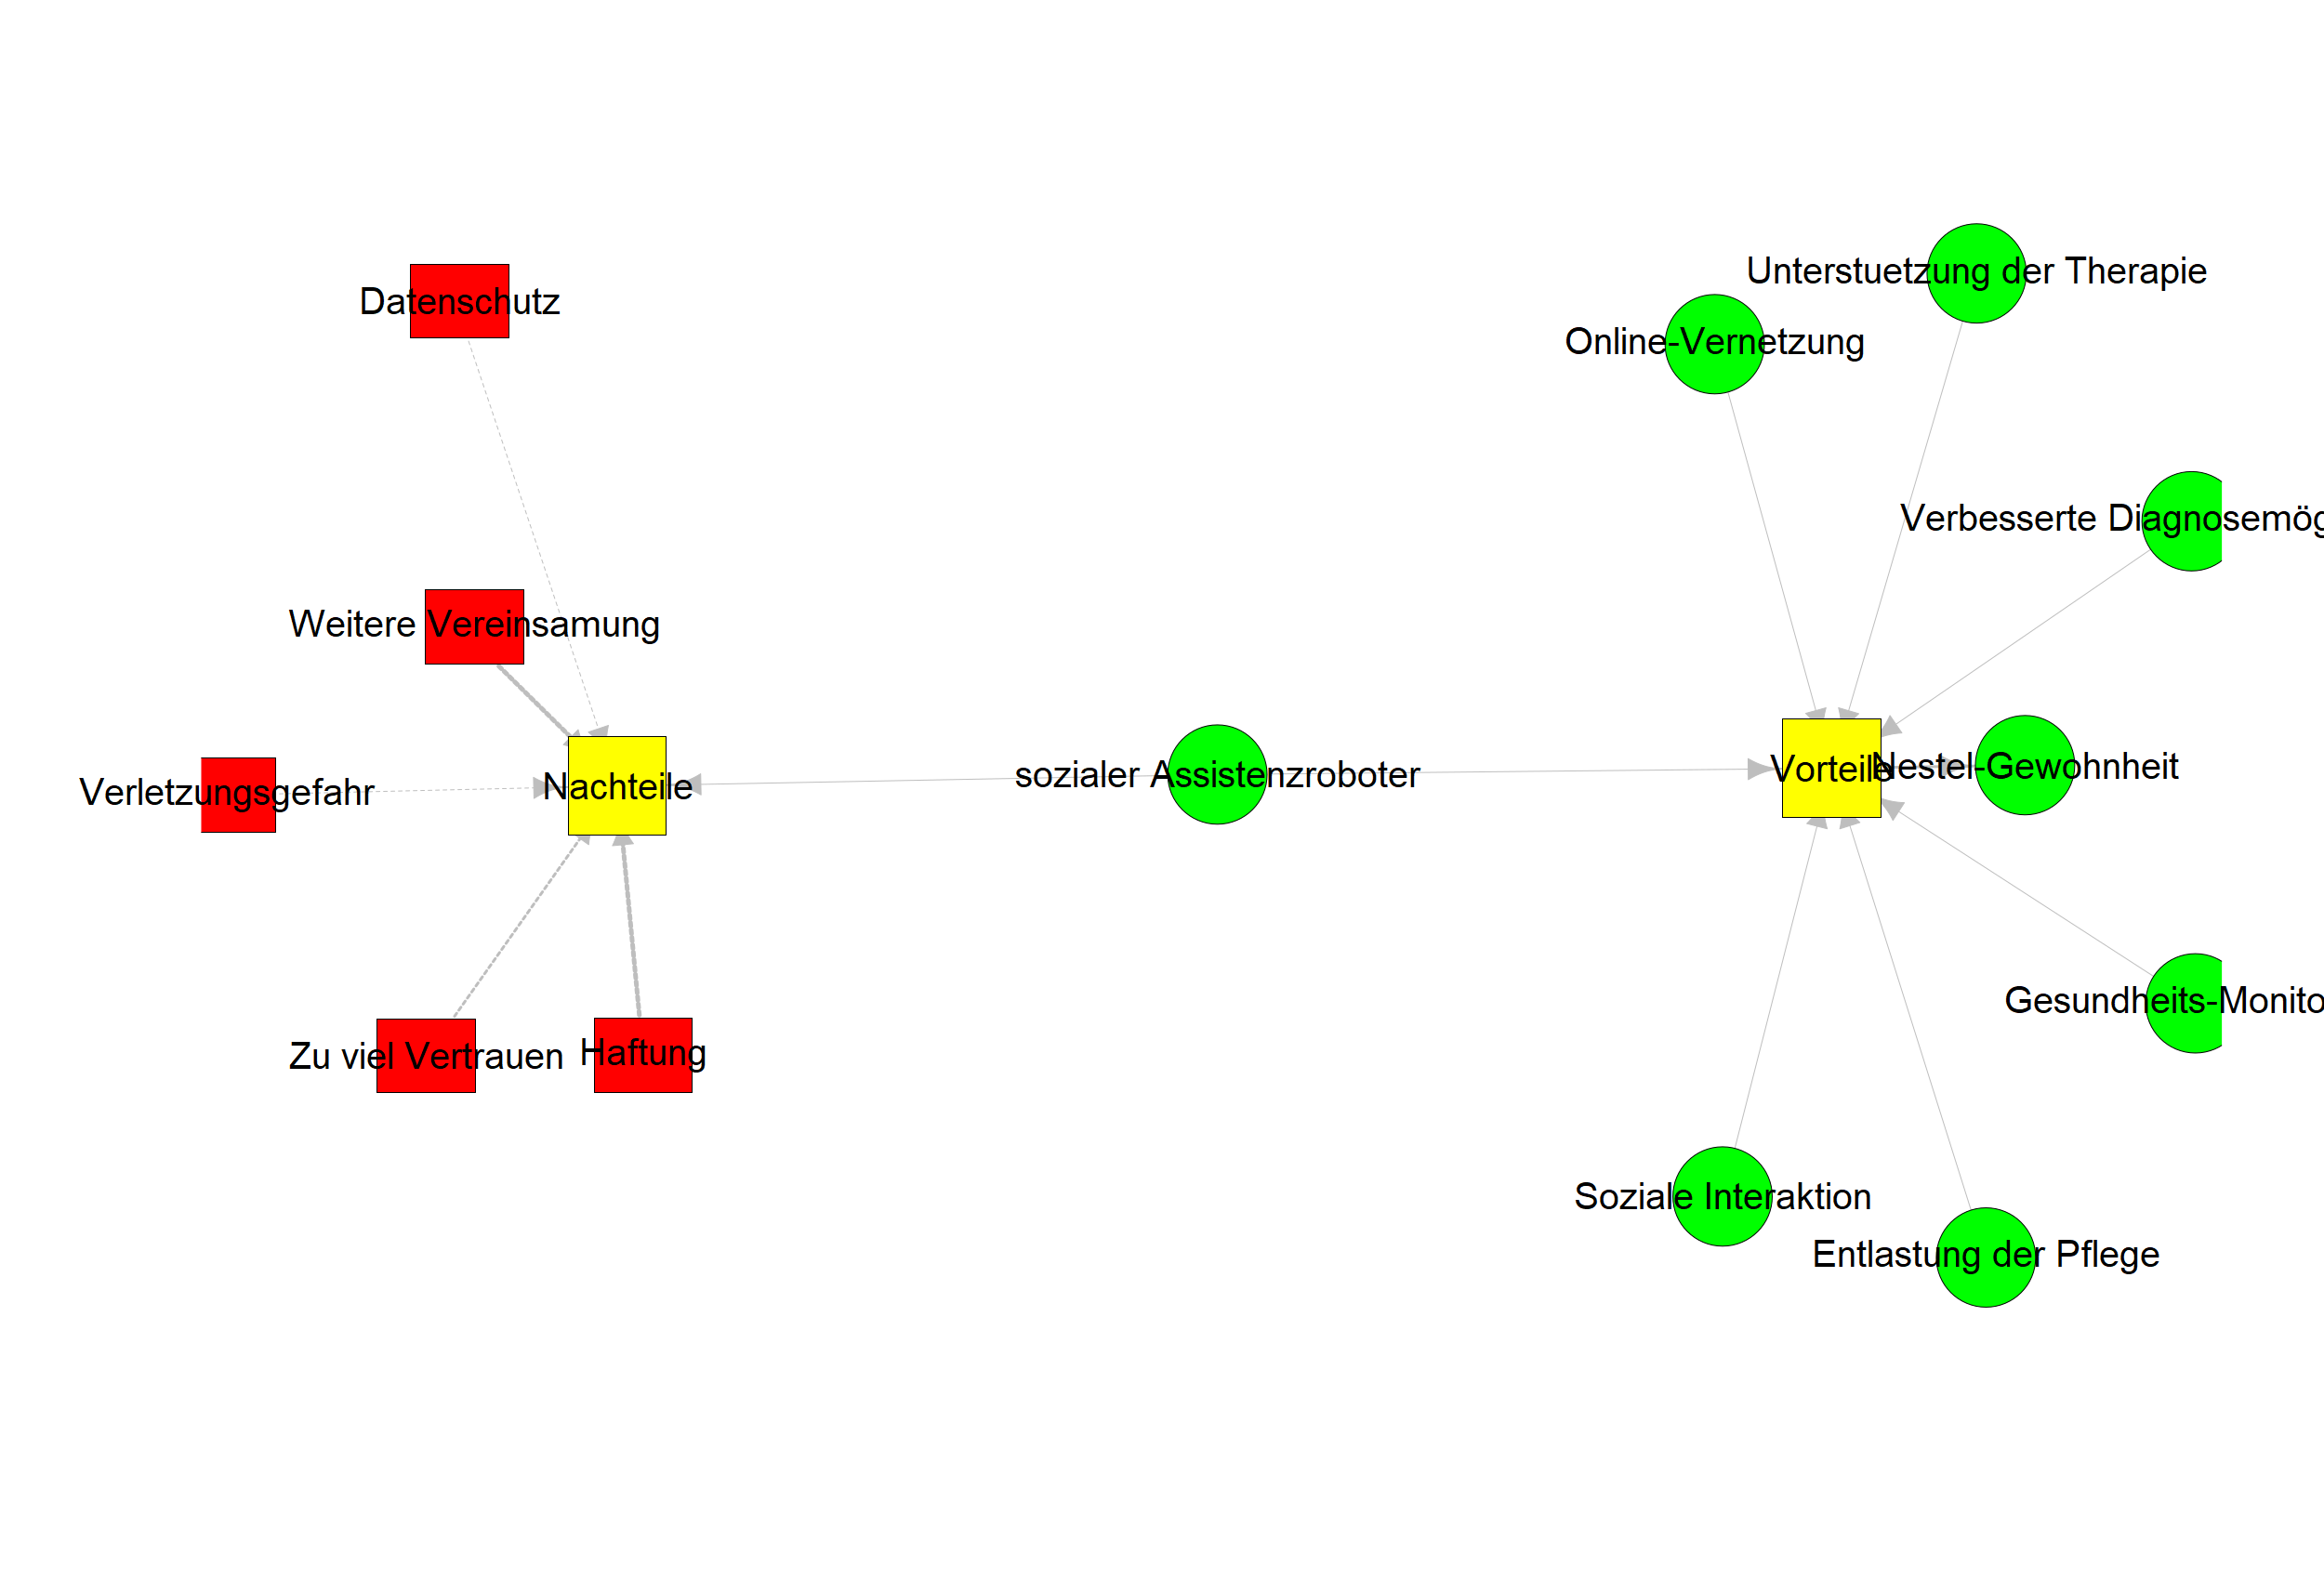 Unterstuetzung der Therapie
Datenschutz
Online-Vernetzung
Verbesserte Diagnosemög
Weitere Vereinsamung
Verletzungsgefahr
Nachteile
sozialer Assistenzroboter
Vorteile
Nestel-Gewohnheit
Gesundheits-Monito
Zu viel Vertrauen
Haftung
Soziale Interaktion
Entlastung der Pflege